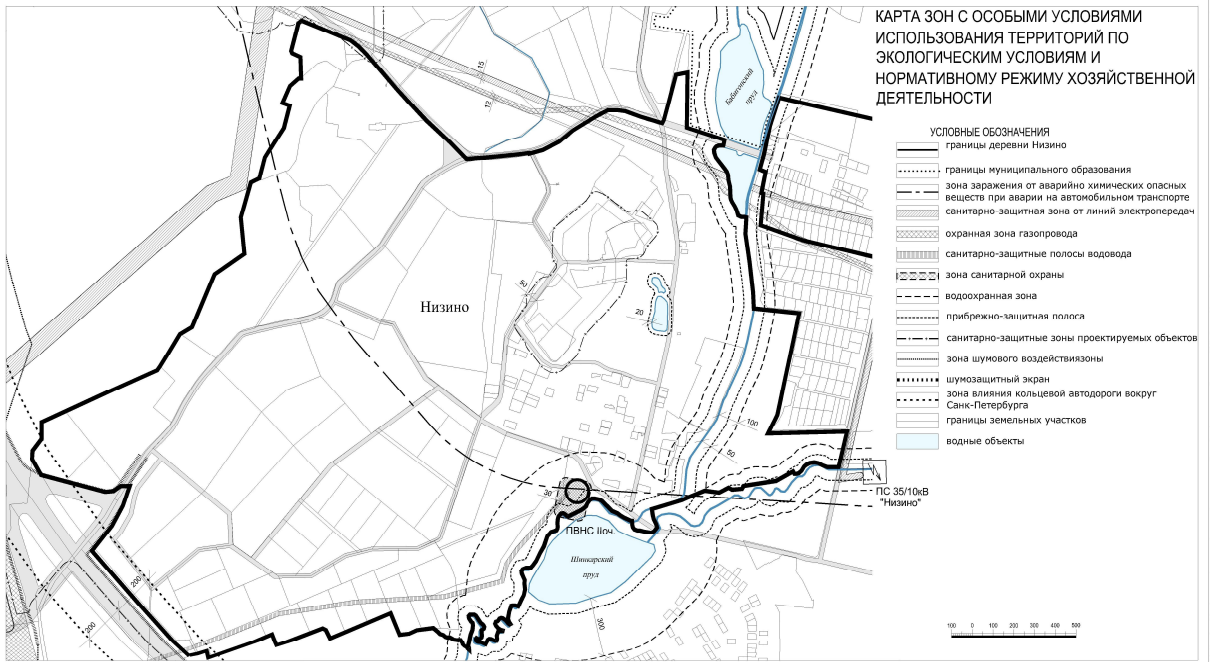 КАРТА ЗОН С ОСОБЫМИ УСЛОВИЯМИ
ИСПОЛЬЗОВАНИЯ ТЕРРИТОРИЙ ПО
ЭКОЛОГИЧЕСКИМ УСЛОВИЯМ И
НОРМАТИВНОМУ РЕЖИМУ ХОЗЯЙСТВЕННОЙ
ДЕЯТЕЛЬНОСТИ
УСЛОВНЫЕ ОБОЗНАЧЕНИЯ
границы деревни Низино
границы муниципального образования
зона заражения от аварийно химических опасных
веществ при аварии на автомобильном транспорте
санитарно-защитная зона от линий электропередач
охранная зона газопровода
санитарно-защитные полосы водовода
зона санитарной охраны
водоохранная зона
прибрежно-защитная полоса
санитарно-защитные зоны проектируемых объектов
зона шумового воздействиязоны
шумозащитный экран
зона влияния кольцевой автодороги вокруг
Санк-Петербурга
границы земельных участков
водные объекты
15
12
Бабигонский
пруд
50
Низино
20
100
50
30
ПС 35/10кВ
"Низино"
ПВНС
Шинкарский
пруд
200
200
300
100 0 100 200 300 400 500